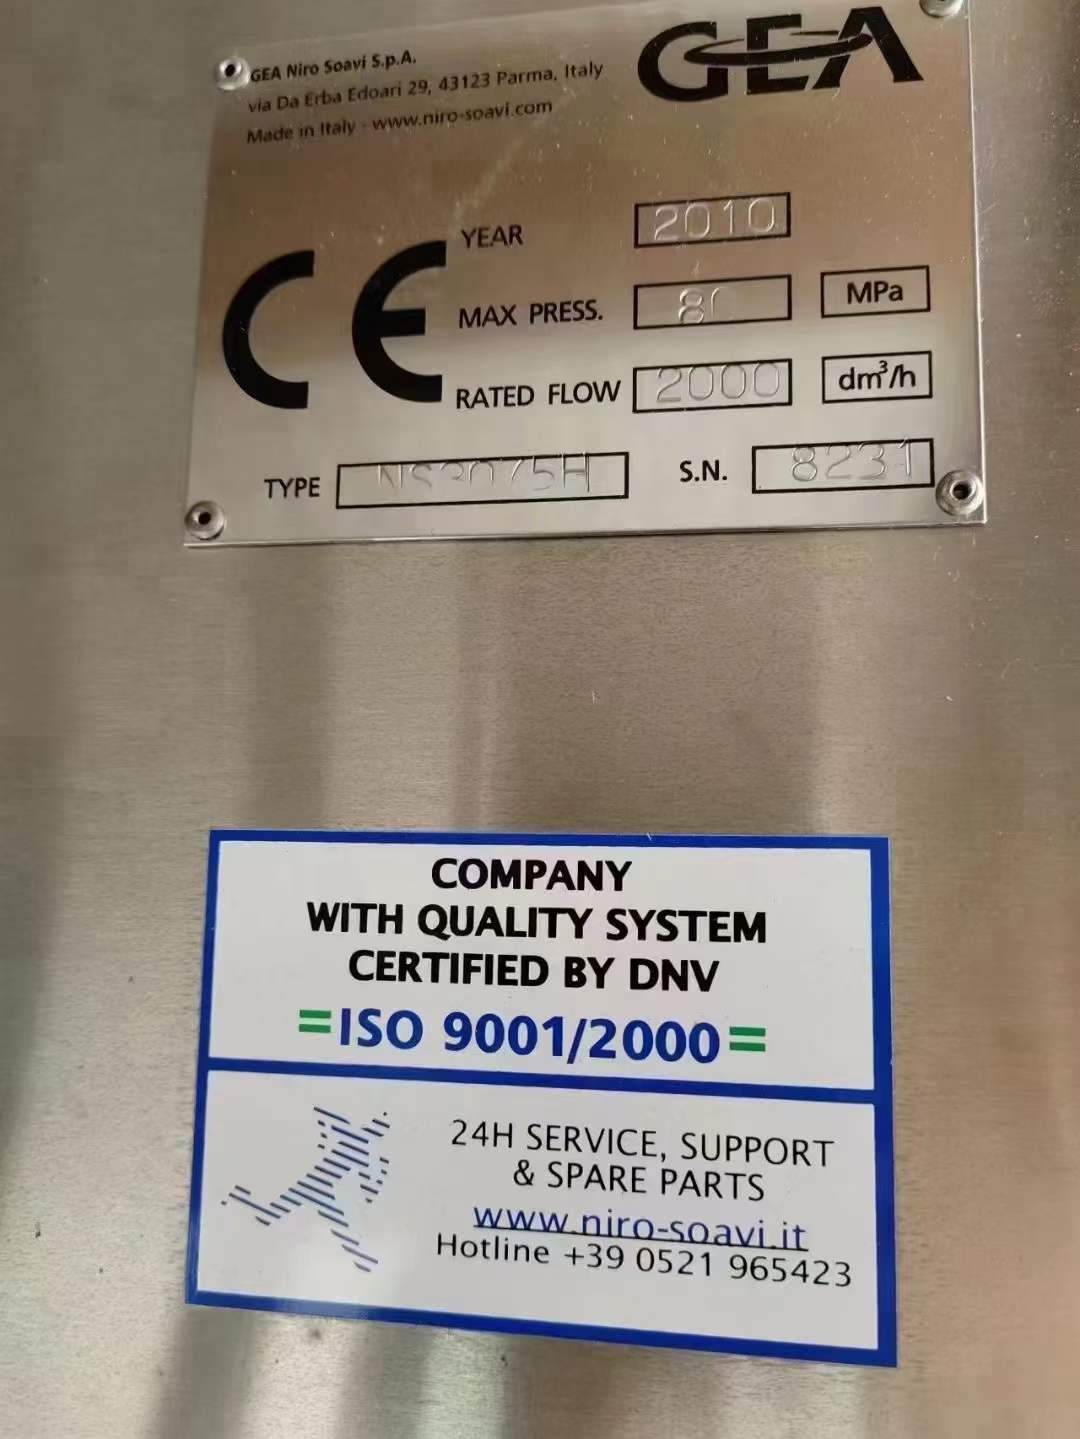 GEA Niro Soavi S.p.A.
via Da Erba Edoari 29, 43123 Parma, Italy
Made in Italy - www.niro-soavi.com
GEA
CE
YEAR 2010
MAX PRESS. MPa
RATED FLOW 2000 dm³/h
TYPE NS3075H S.N. 8231
COMPANY
WITH QUALITY SYSTEM
CERTIFIED BY DNV
=ISO 9001/2000=
24H SERVICE, SUPPORT
& SPARE PARTS
www.niro-soavi.it
Hotline +39 0521 965423